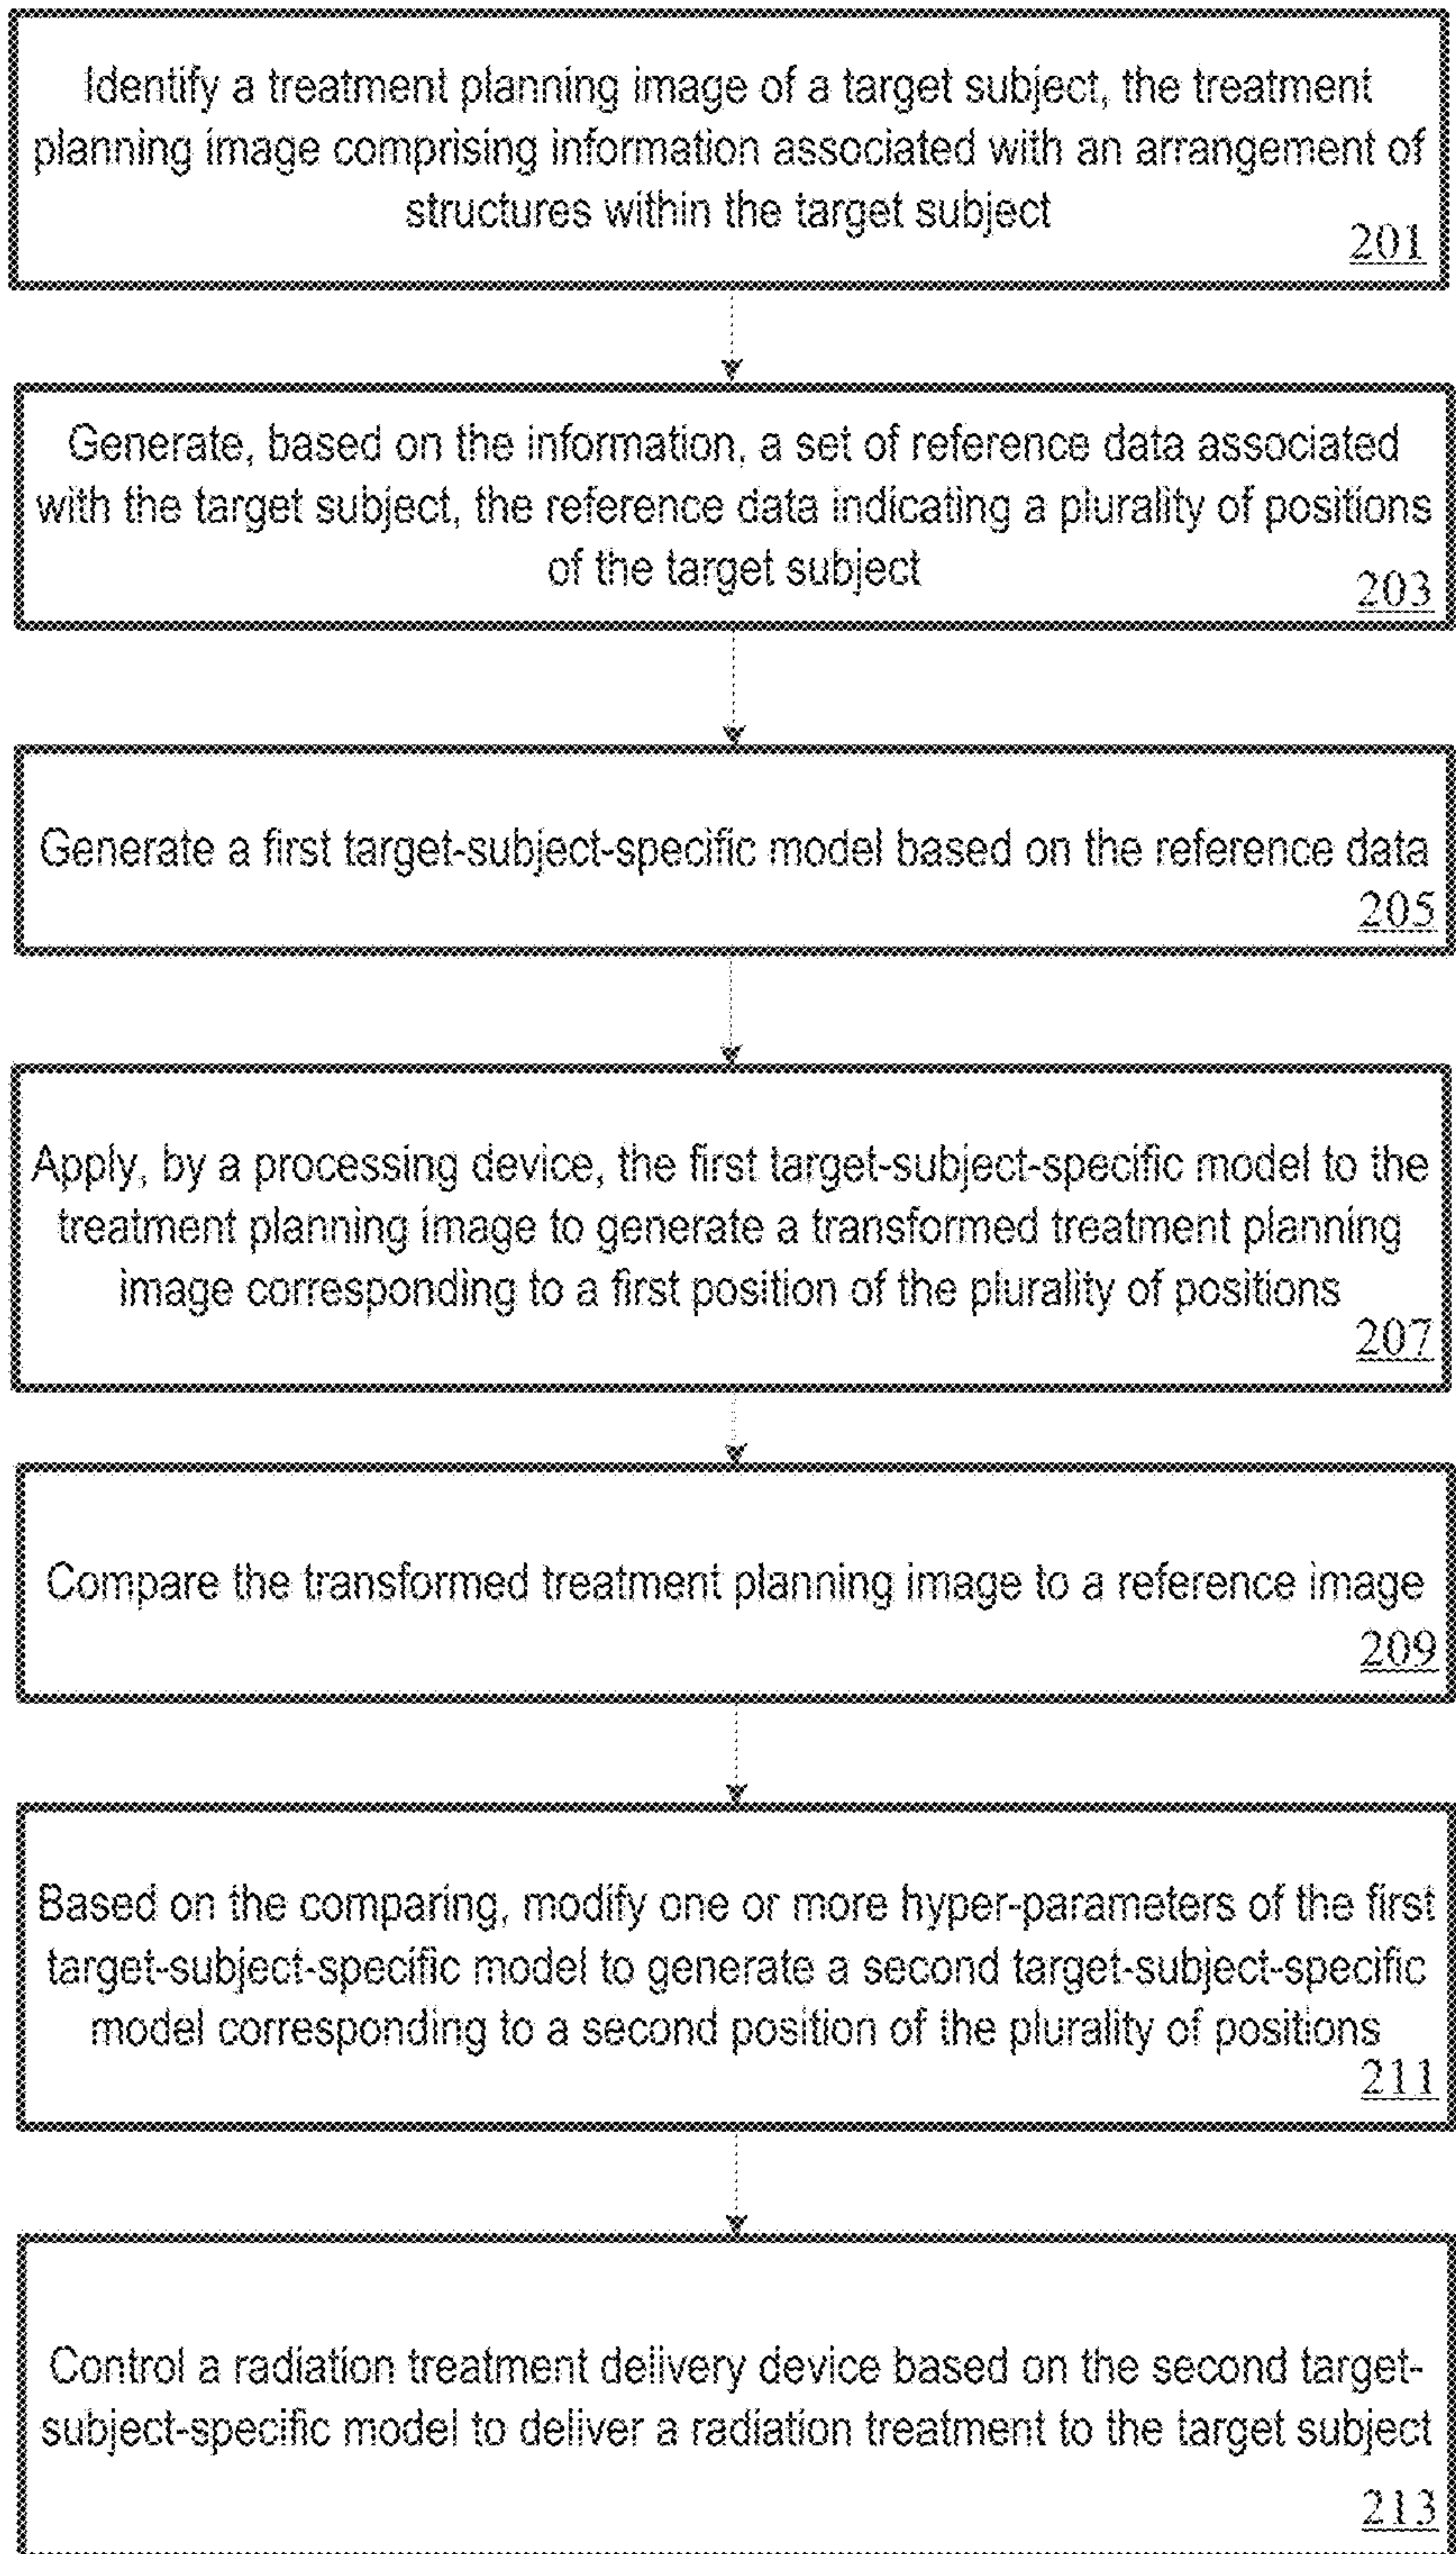 Identify a treatment planning image of a target subject, the treatment
planning image comprising information associated with an arrangement of
structures within the target subject
201
Generate, based on the information, a set of reference data associated
with the target subject, the reference data indicating a plurality of positions
of the target subject
203
Generate a first target-subject-specific model based on the reference data
205
Apply, by a processing device, the first target-subject-specific model to the
treatment planning image to generate a transformed treatment planning
image corresponding to a first position of the plurality of positions
207
Compare the transformed treatment planning image to a reference image
209
Based on the comparing, modify one or more hyper-parameters of the first
target-subject-specific model to generate a second target-subject-specific
model corresponding to a second position of the plurality of positions
211
Control a radiation treatment delivery device based on the second target-
subject-specific model to deliver a radiation treatment to the target subject
213